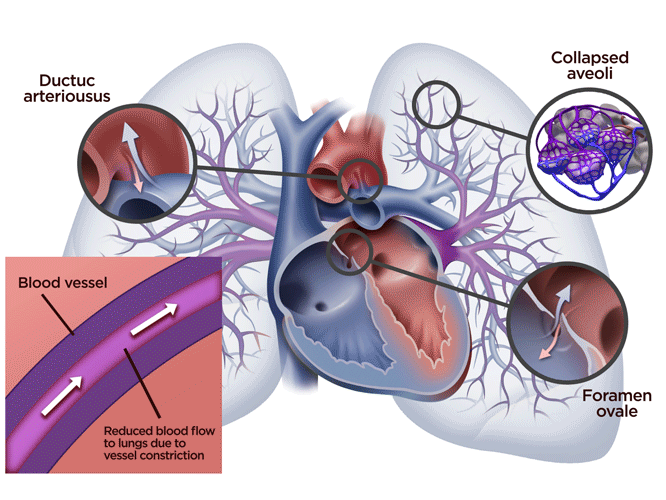 Ductuc
arteriousus
Collapsed
aveoli
Blood vessel
Reduced blood flow
to lungs due to
vessel constriction
Foramen
ovale